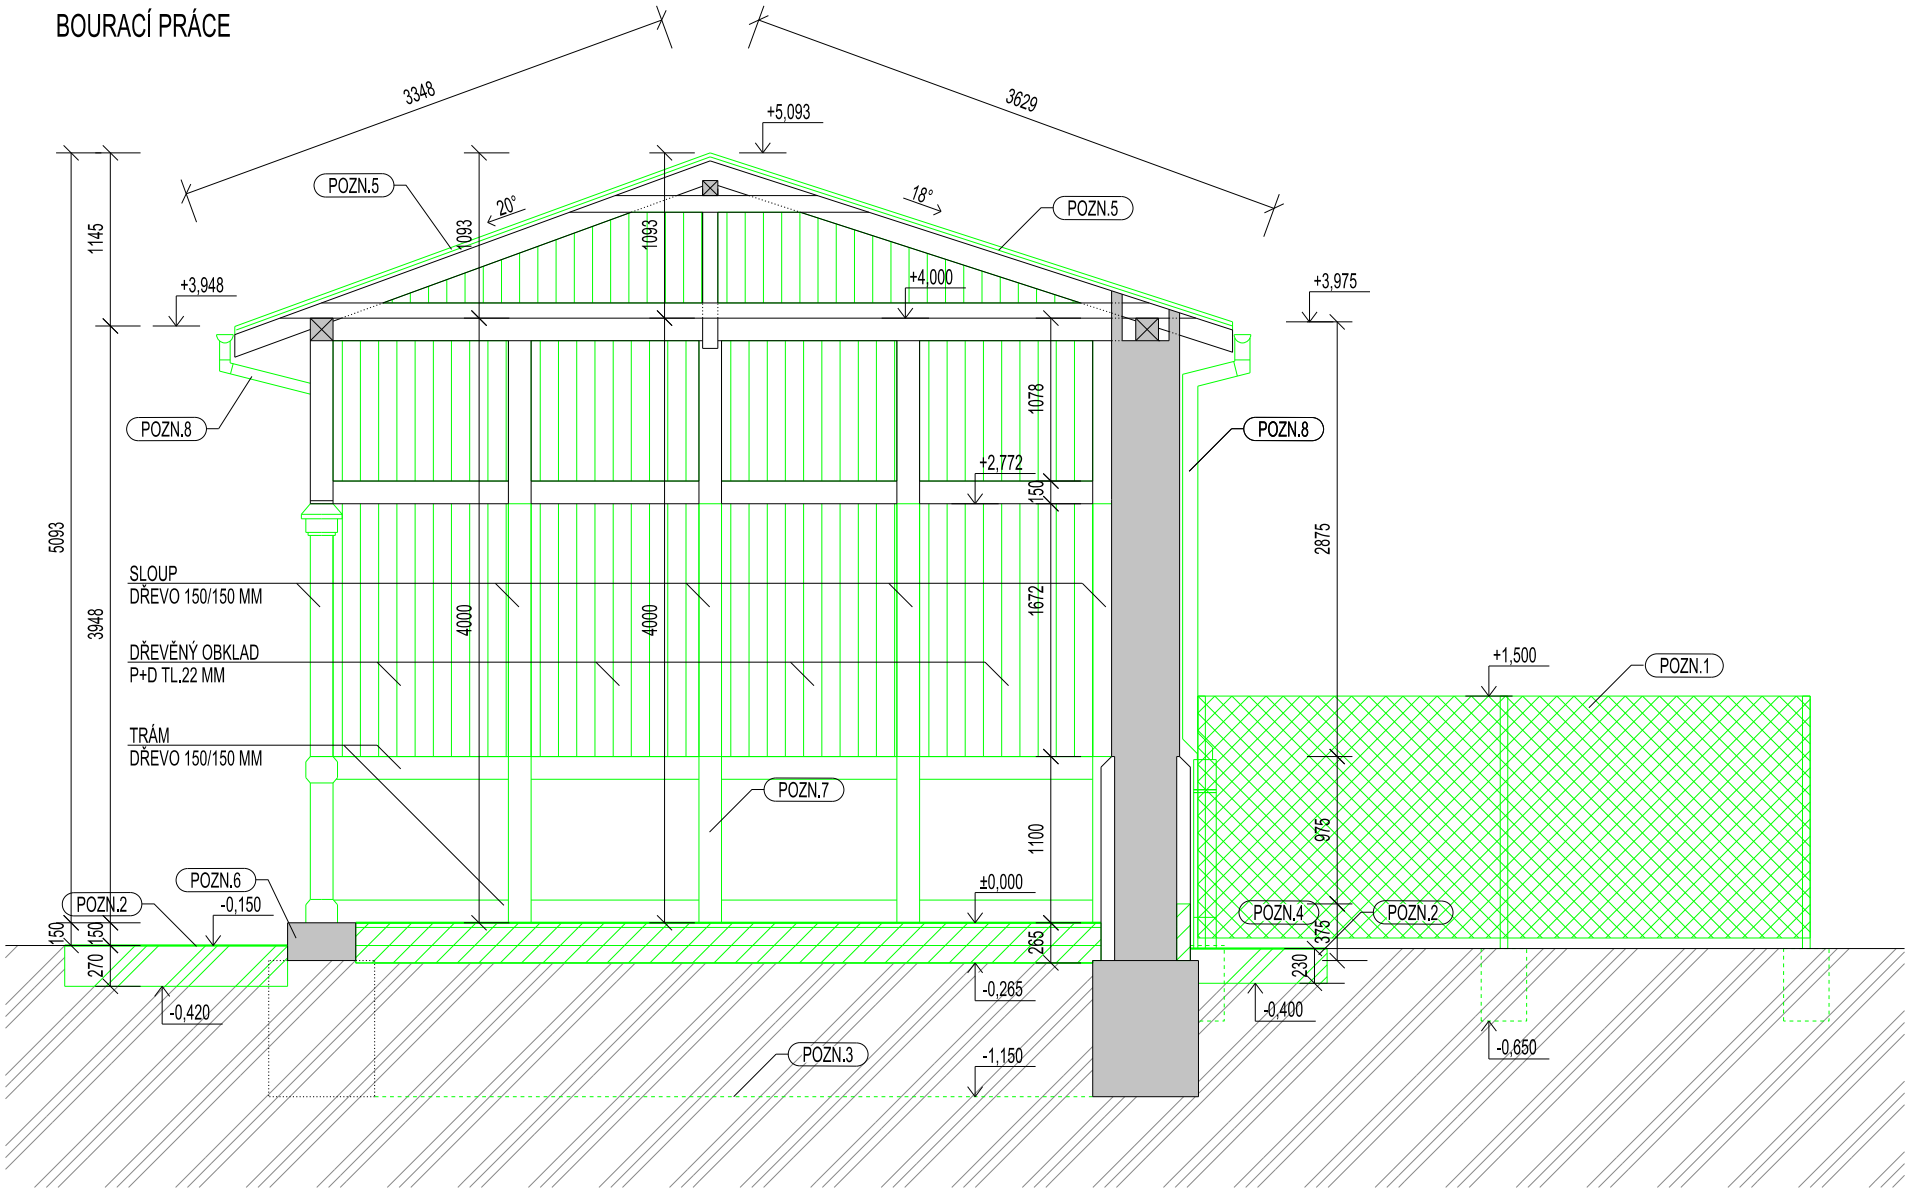 BOURACÍ PRÁCE
3348
3629
+5,093
POZN.5
20°
18°
POZN.5
1145
1093
1093
+3,948
+4,000
+3,975
1078
POZN.8
POZN.8
+2,772
150
5093
2875
SLOUP
DŘEVO 150/150 MM
3948
4000
4000
1672
DŘEVĚNÝ OBKLAD
P+D TL.22 MM
+1,500
POZN.1
TRÁM
DŘEVO 150/150 MM
POZN.7
1100
975
POZN.6
±0,000
POZN.2
-0,150
POZN.4
POZN.2
150
150
265
375
270
230
-0,420
-0,265
-0,400
POZN.3
-1,150
-0,650